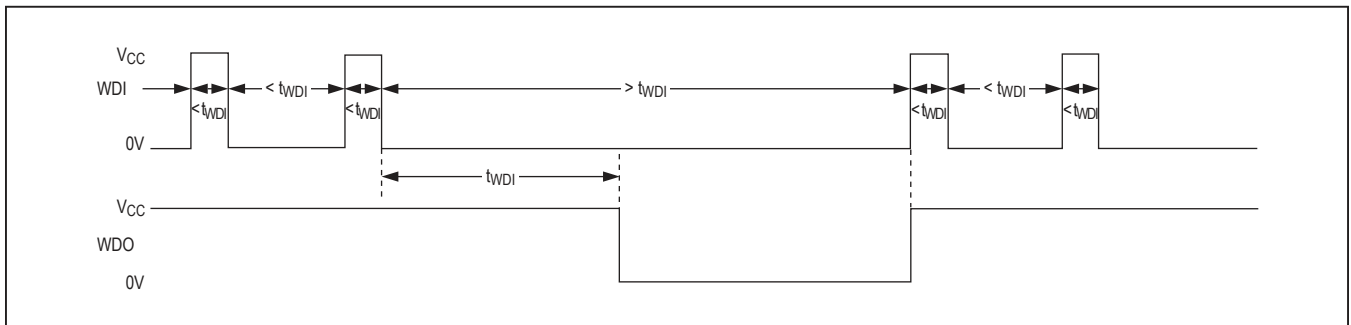 VCC
WDI
< tWDI
< tWDI
< tWDI
> tWDI
< tWDI
< tWDI
< tWDI
0V
tWDI
VCC
WDO
0V